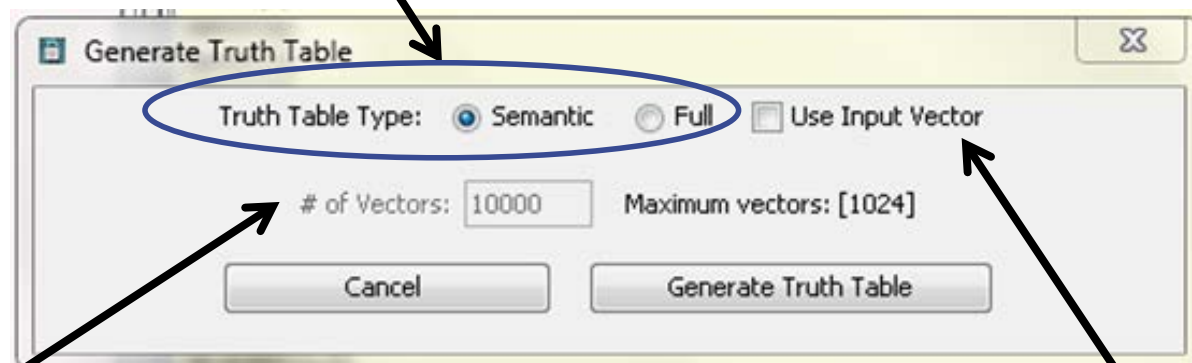 Generate Truth Table
Truth Table Type: Semantic Full Use Input Vector
# of Vectors: 10000 Maximum vectors: [1024]
Cancel Generate Truth Table